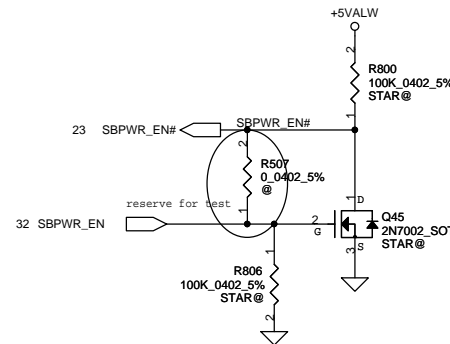 +5VALW
2
R800
100K_0402_5%
STAR@
1
23 SBPWR_EN#
SBPWR_EN#
2
R507
0_0402_5%
@
1
reserve for test
32 SBPWR_EN
1
D
2
G
Q45
2N7002_SOT
STAR@
3
S
1
R806
100K_0402_5%
STAR@
2